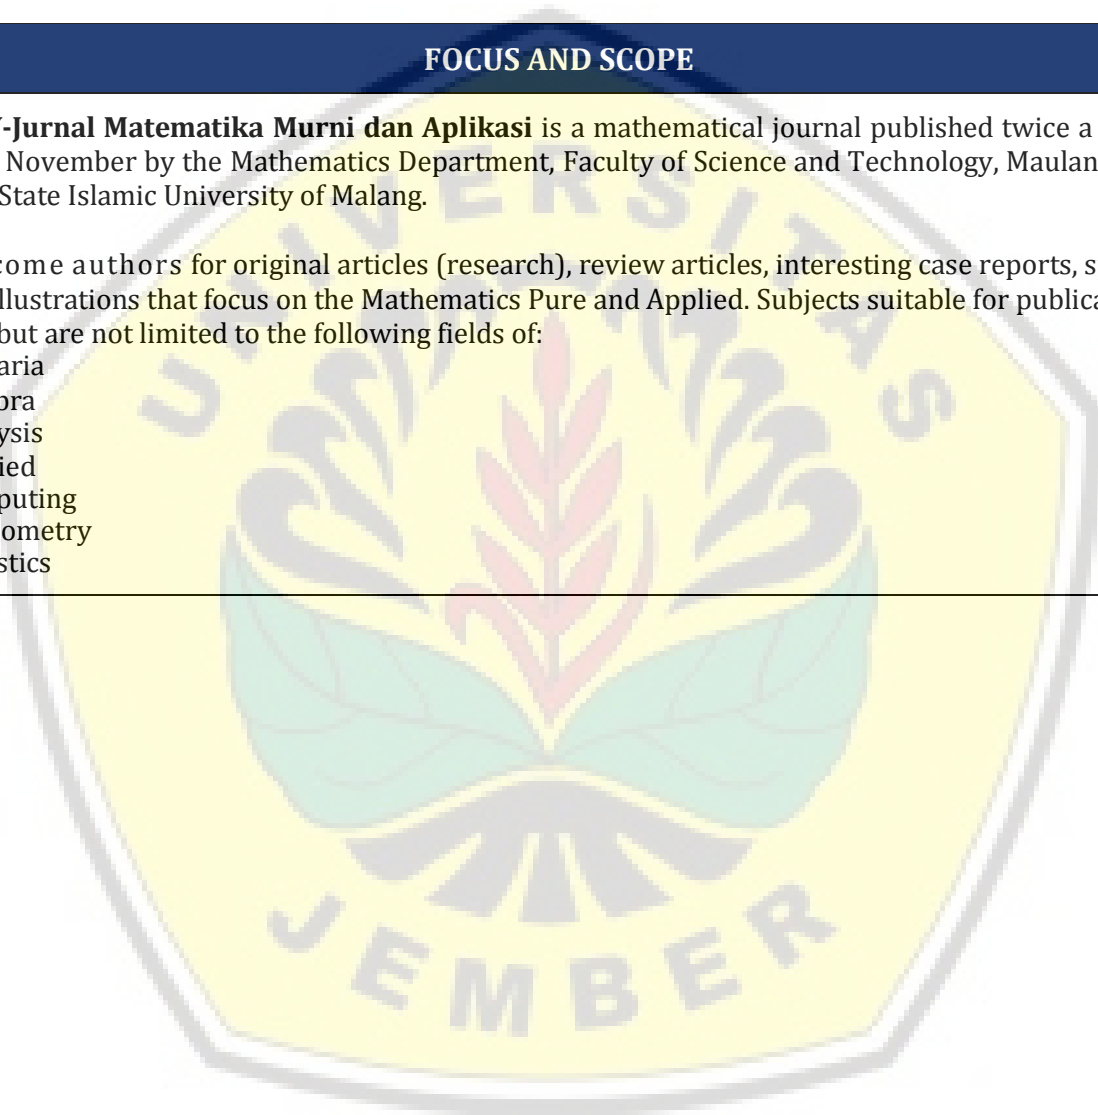 FOCUS AND SCOPE
-Jurnal Matematika Murni dan Aplikasi is a mathematical journal published twice a
November by the Mathematics Department, Faculty of Science and Technology, Maulan
State Islamic University of Malang.
come authors for original articles (research), review articles, interesting case reports, s
llustrations that focus on the Mathematics Pure and Applied. Subjects suitable for publica
but are not limited to the following fields of:
aria
bra
ysis
ied
puting
ometry
stics
UNIVERSITAS
JEMBER